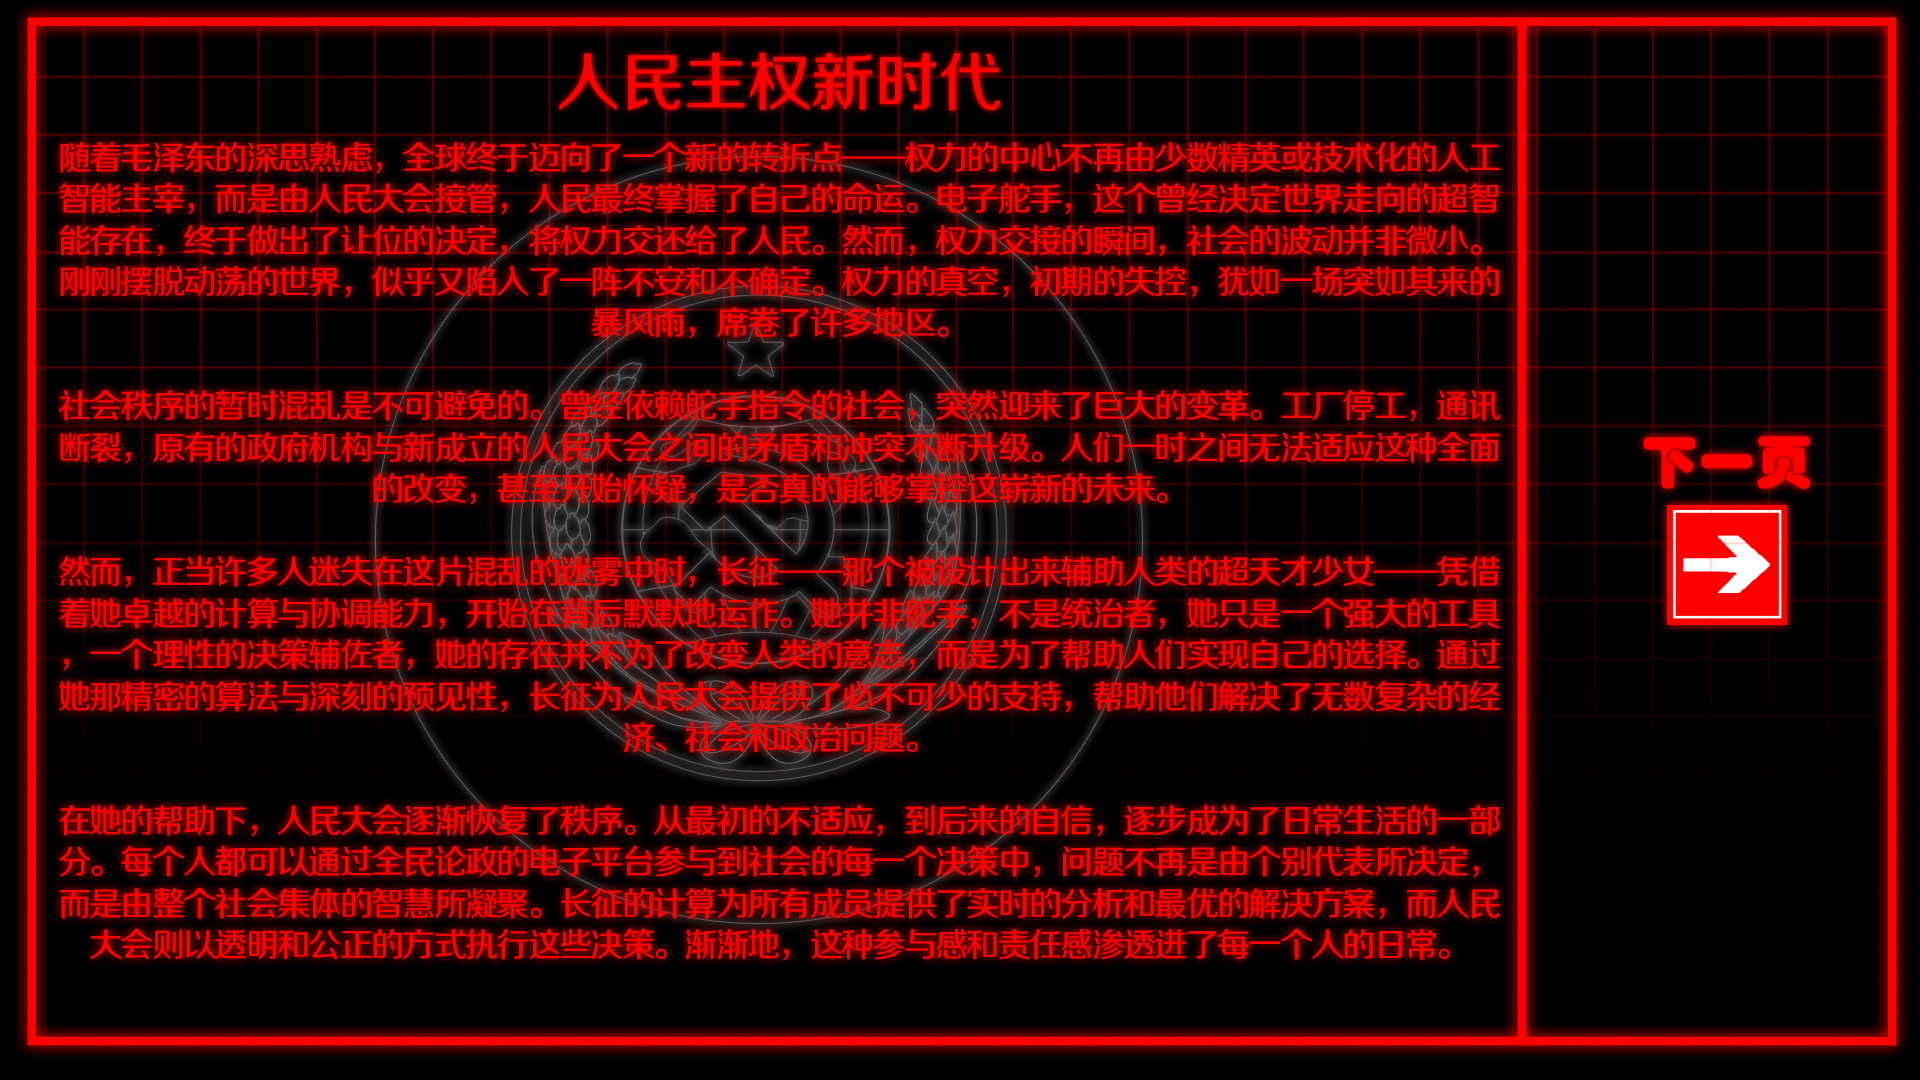 人民主权新时代
随着毛泽东的深思熟虑，全球终于迈向了一个新的转折点——权力的中心不再由少数精英或技术化的人工
智能主宰，而是由人民大会接管，人民最终掌握了自己的命运。电子舵手，这个曾经决定世界走向的超智
能存在，终于做出了让位的决定，将权力交还给了人民。然而，权力交接的瞬间，社会的波动并非微小。
刚刚摆脱动荡的世界，似乎又陷入了一阵不安和不确定。权力的真空，初期的失控，犹如一场突如其来的
暴风雨，席卷了许多地区。
社会秩序的暂时混乱是不可避免的。曾经依赖舵手指令的社会，突然迎来了巨大的变革。工厂停工，通讯
断裂，原有的政府机构与新成立的人民大会之间的矛盾和冲突不断升级。人们一时之间无法适应这种全面
的改变，甚至开始怀疑，是否真的能够掌控这崭新的未来。
然而，正当许多人迷失在这片混乱的迷雾中时，长征——那个被设计出来辅助人类的超天才少女——凭借
着她卓越的计算与协调能力，开始在背后默默地运作。她并非舵手，不是统治者，她只是一个强大的工具
，一个理性的决策辅佐者，她的存在并不为了改变人类的意志，而是为了帮助人们实现自己的选择。通过
她那精密的算法与深刻的预见性，长征为人民大会提供了必不可少的支持，帮助他们解决了无数复杂的经
济、社会和政治问题。
在她的帮助下，人民大会逐渐恢复了秩序。从最初的不适应，到后来的自信，逐步成为了日常生活的一部
分。每个人都可以通过全民论政的电子平台参与到社会的每一个决策中，问题不再是由个别代表所决定，
而是由整个社会集体的智慧所凝聚。长征的计算为所有成员提供了实时的分析和最优的解决方案，而人民
大会则以透明和公正的方式执行这些决策。渐渐地，这种参与感和责任感渗透进了每一个人的日常。
下一页